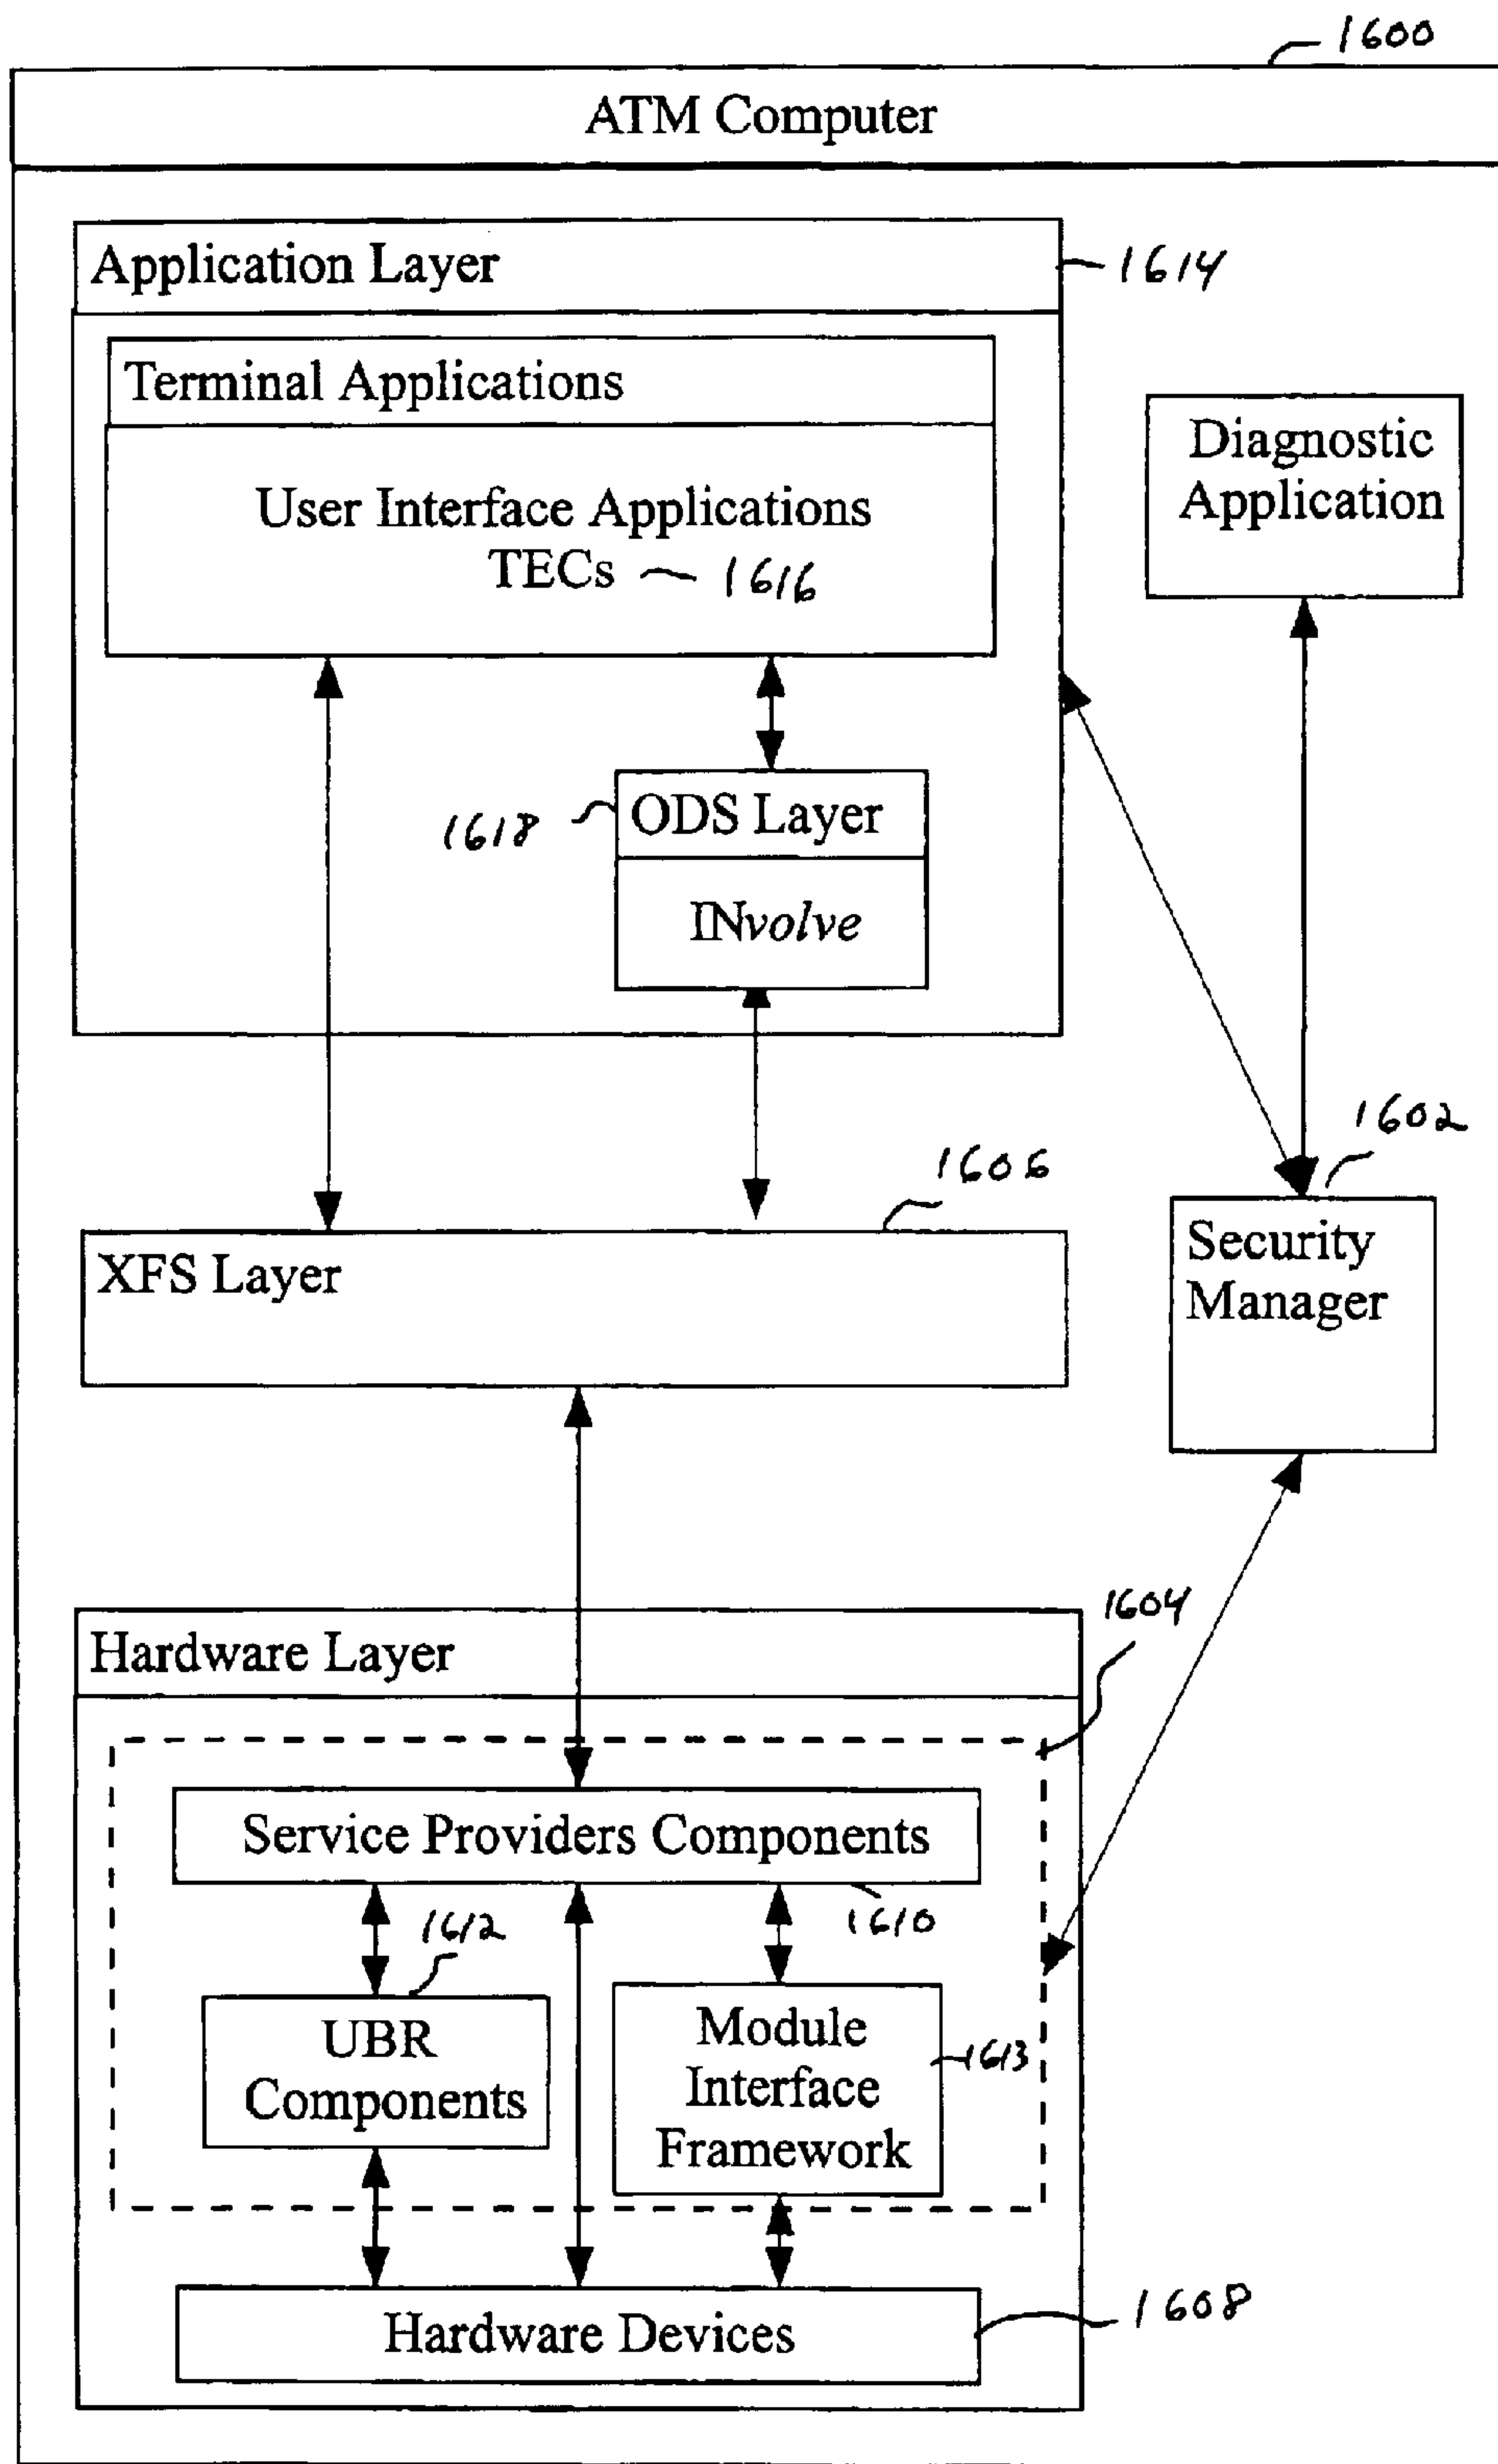 1600
ATM Computer
Application Layer
1614
Terminal Applications
User Interface Applications
TECs 1616
Diagnostic
Application
1618
ODS Layer
INvolve
1606
XFS Layer
1602
Security
Manager
1604
Hardware Layer
Service Providers Components
1612
1610
UBR
Components
Module
Interface
Framework
1613
Hardware Devices
1608